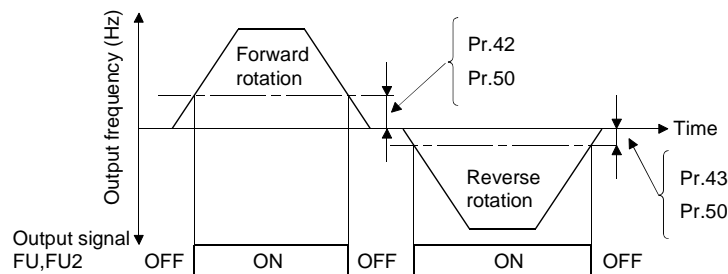 Output frequency (Hz)
Forward
rotation
Pr.42
Pr.50
Time
Reverse
rotation
Pr.43
Pr.50
Output signal
FU,FU2
OFF
ON
OFF
ON
OFF